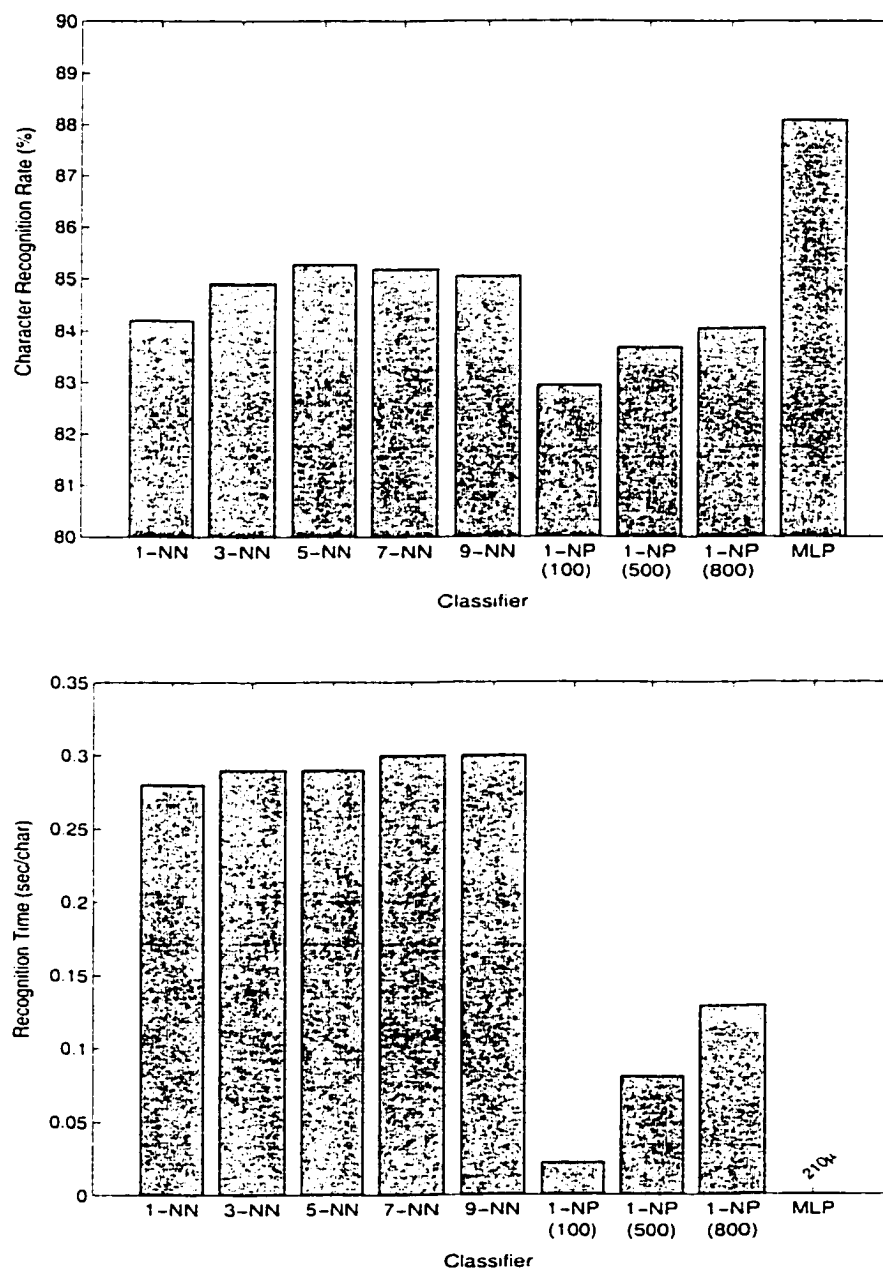 90
89
88
87
86
85
84
83
82
81
80
Character Recognition Rate (%)
1-NN 3-NN 5-NN 7-NN 9-NN 1-NP 1-NP 1-NP MLP
(100) (500) (800)
Classifier
0.35
0.3
0.25
0.2
0.15
0.1
0.05
0
Recognition Time (sec/char)
210μ
1-NN 3-NN 5-NN 7-NN 9-NN 1-NP 1-NP 1-NP MLP
(100) (500) (800)
Classifier